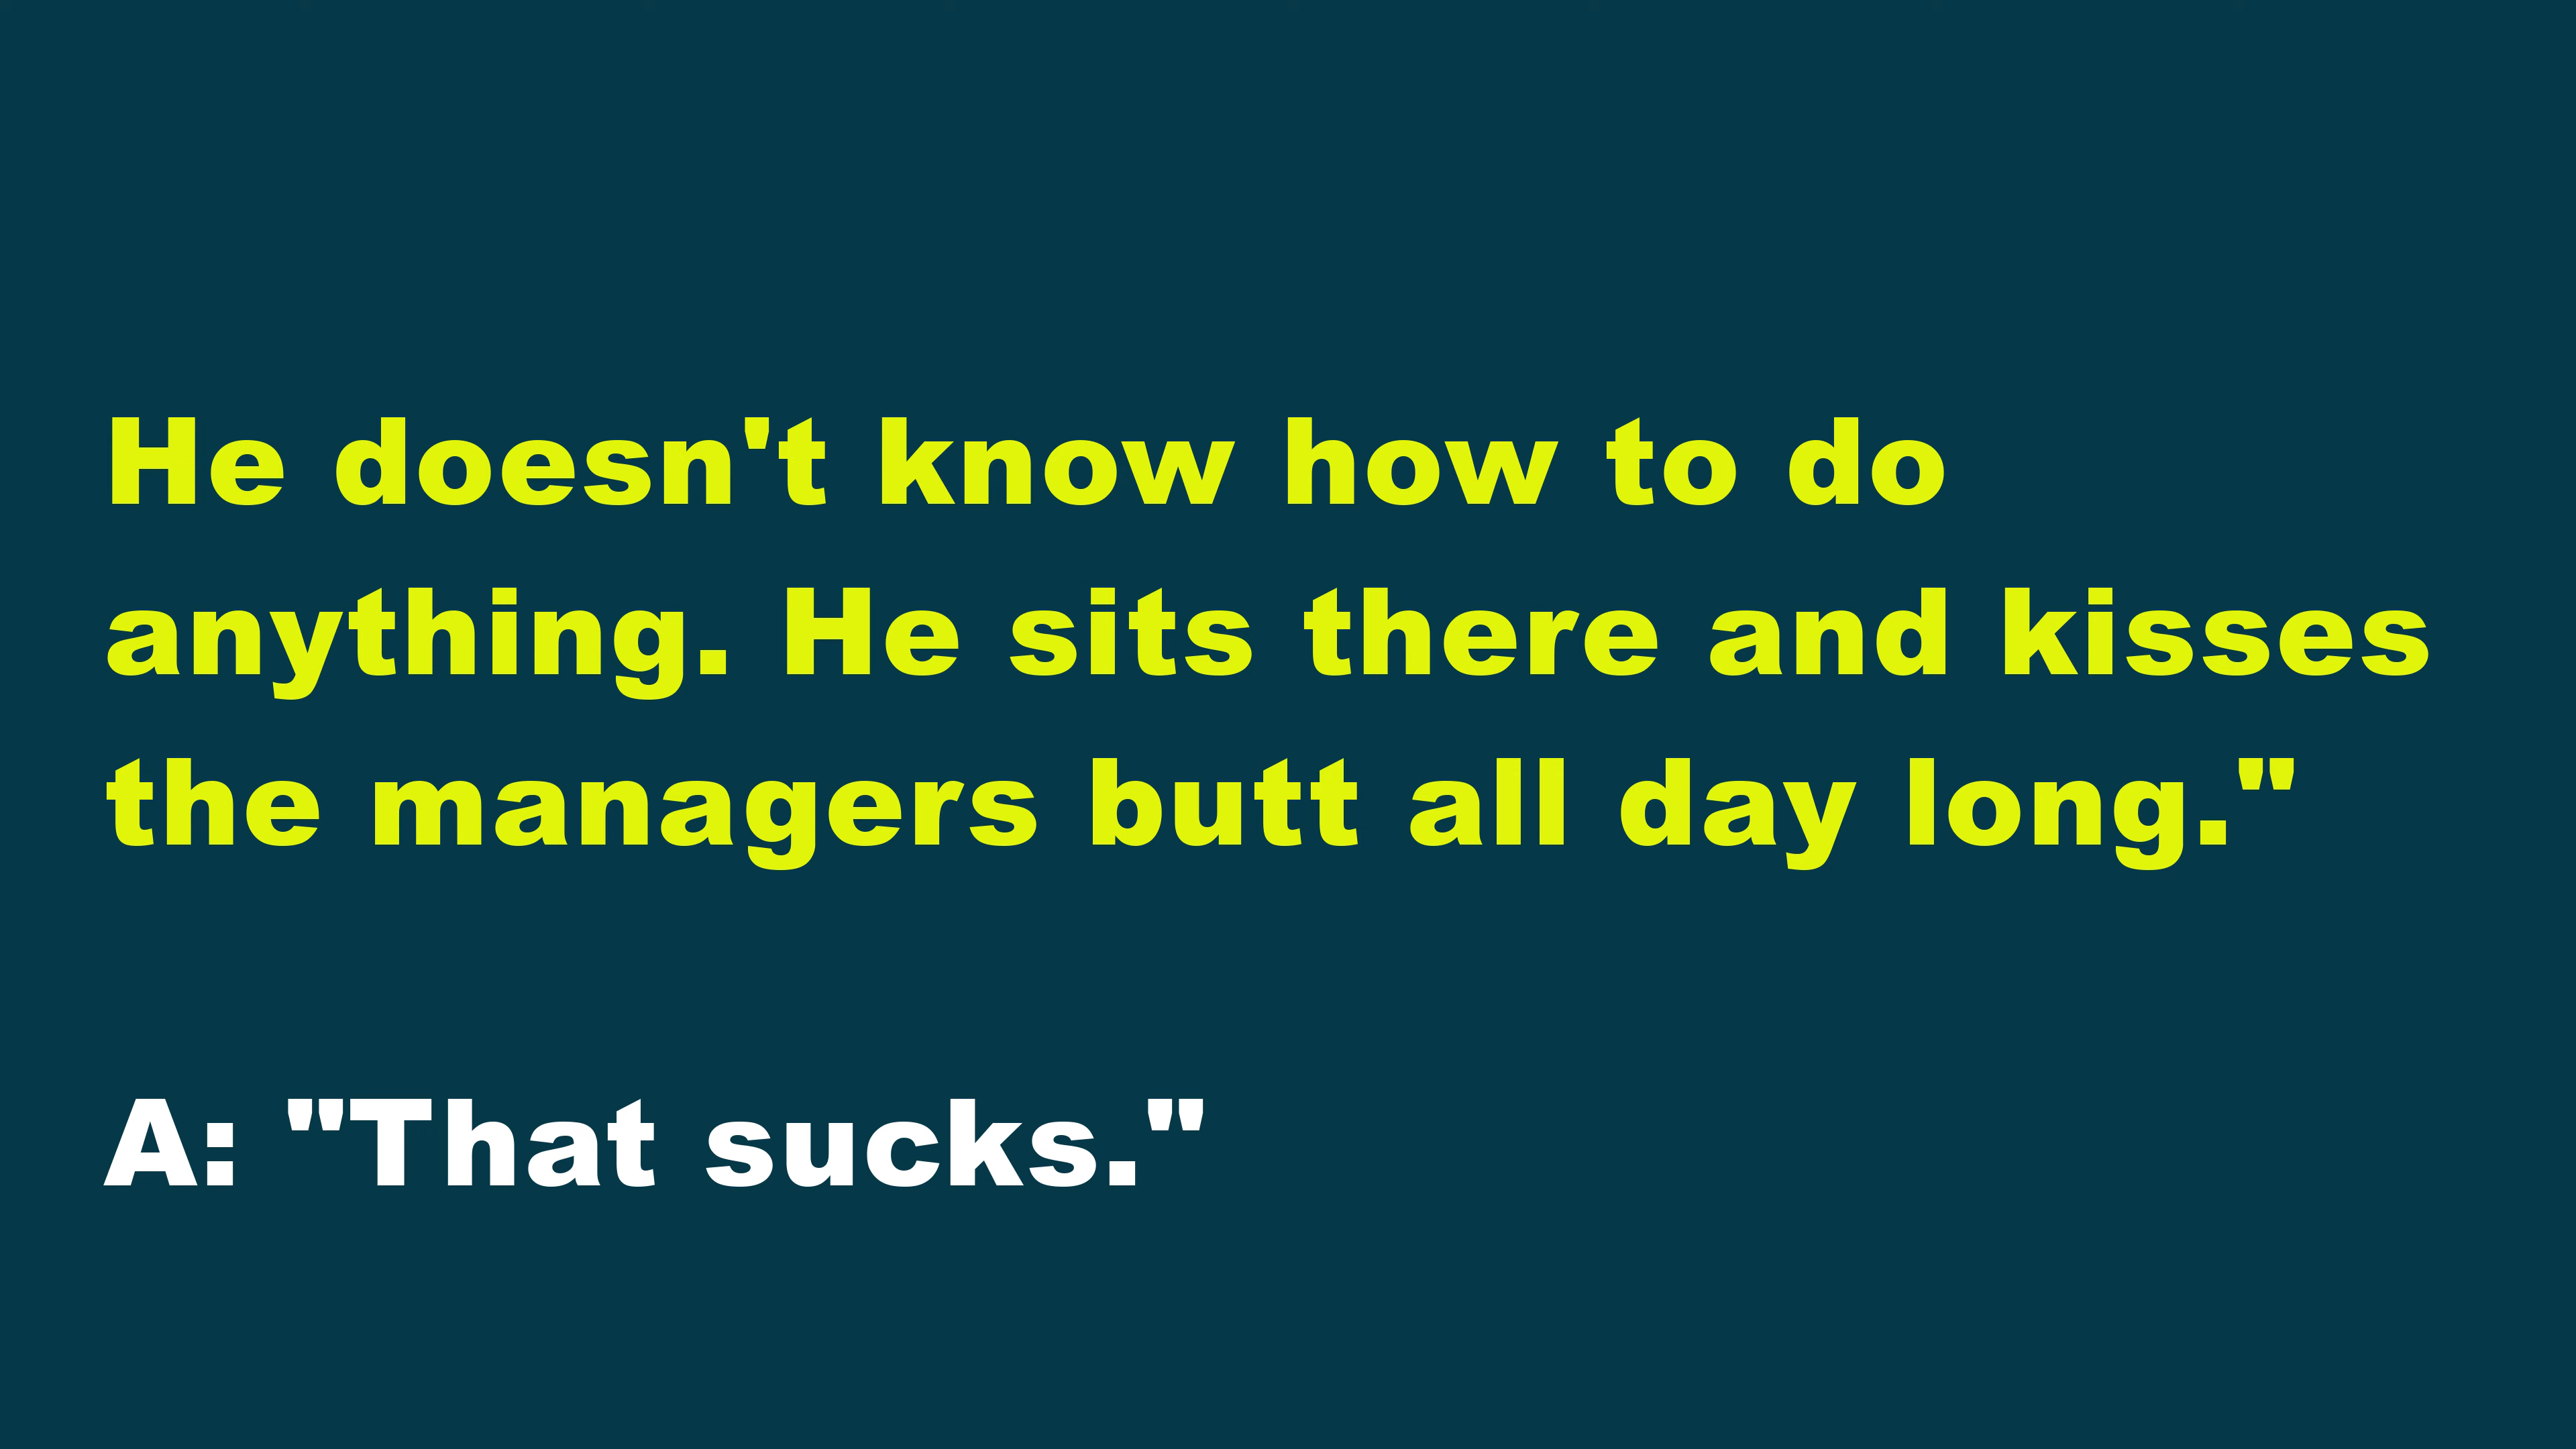 He doesn't know how to do
anything. He sits there and kisses
the managers butt all day long."
A: "That sucks."